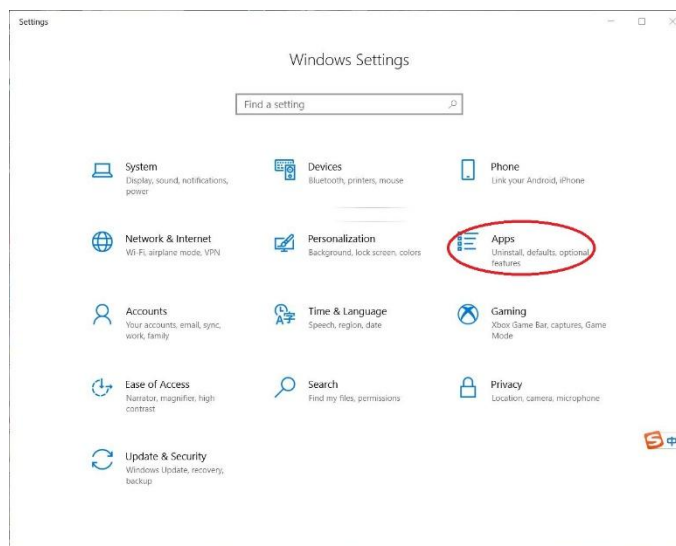 Settings
Windows Settings
Find a setting
System
Display, sound, notifications,
power
Devices
Bluetooth, printers, mouse
Phone
Link your Android, iPhone
Network & Internet
Wi-Fi, airplane mode, VPN
Personalization
Background, lock screen, colors
Apps
Uninstall, defaults, optional
features
Accounts
Your accounts, email, sync,
work, family
Time & Language
Speech, region, date
Gaming
Xbox Game Bar, captures, Game
Mode
Ease of Access
Narrator, magnifier, high
contrast
Search
Find my files, permissions
Privacy
Location, camera, microphone
Update & Security
Windows Update, recovery,
backup
中